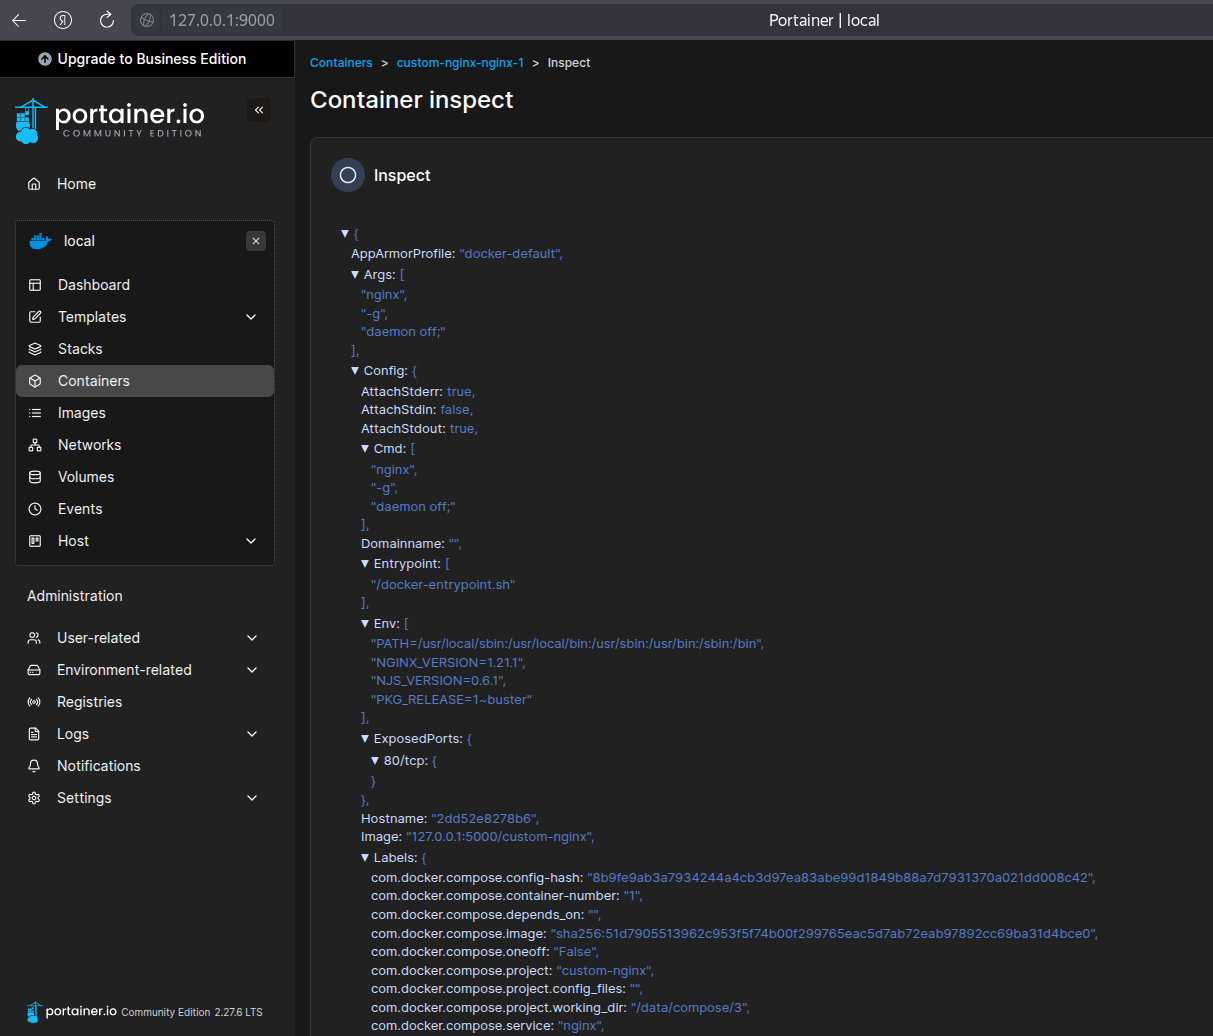 127.0.0.1:9000
Portainer | local
Upgrade to Business Edition
portainer.io
COMMUNITY EDITION
Home
local
Dashboard
Templates
Stacks
Containers
Images
Networks
Volumes
Events
Host
Administration
User-related
Environment-related
Registries
Logs
Notifications
Settings
portainer.io Community Edition 2.27.6 LTS
Containers > custom-nginx-nginx-1 > Inspect
Container inspect
Inspect
▼ {
AppArmorProfile: "docker-default",
▼ Args: [
"nginx",
"-g",
"daemon off;"
],
▼ Config: {
AttachStderr: true,
AttachStdin: false,
AttachStdout: true,
▼ Cmd: [
"nginx",
"-g",
"daemon off;"
],
Domainname: "",
▼ Entrypoint: [
"/docker-entrypoint.sh"
],
▼ Env: [
"PATH=/usr/local/sbin:/usr/local/bin:/usr/sbin:/usr/bin:/sbin:/bin",
"NGINX_VERSION=1.21.1",
"NJS_VERSION=0.6.1",
"PKG_RELEASE=1~buster"
],
▼ ExposedPorts: {
▼ 80/tcp: {
}
},
Hostname: "2dd52e8278b6",
Image: "127.0.0.1:5000/custom-nginx",
▼ Labels: {
com.docker.compose.config-hash: "8b9fe9ab3a7934244a4cb3d97ea83abe99d1849b88a7d7931370a021dd008c42",
com.docker.compose.container-number: "1",
com.docker.compose.depends_on: "",
com.docker.compose.image: "sha256:51d7905513962c953f5f74b00f299765eac5d7ab72eab97892cc69ba31d4bce0",
com.docker.compose.oneoff: "False",
com.docker.compose.project: "custom-nginx",
com.docker.compose.project.config_files: "",
com.docker.compose.project.working_dir: "/data/compose/3",
com.docker.compose.service: "nginx",